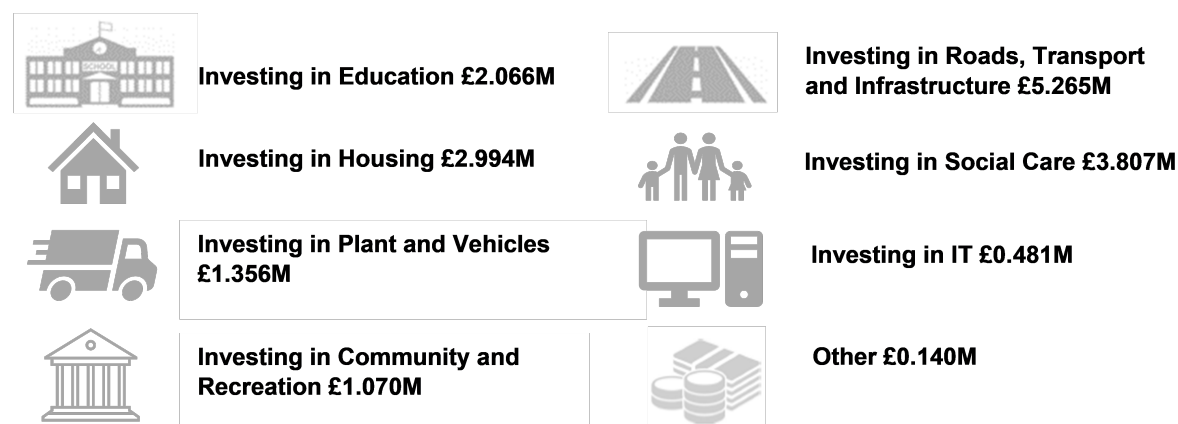 SCHOOL
Investing in Education £2.066M
Investing in Roads, Transport
and Infrastructure £5.265M
Investing in Housing £2.994M
Investing in Social Care £3.807M
Investing in Plant and Vehicles
£1.356M
Investing in IT £0.481M
Investing in Community and
Recreation £1.070M
Other £0.140M